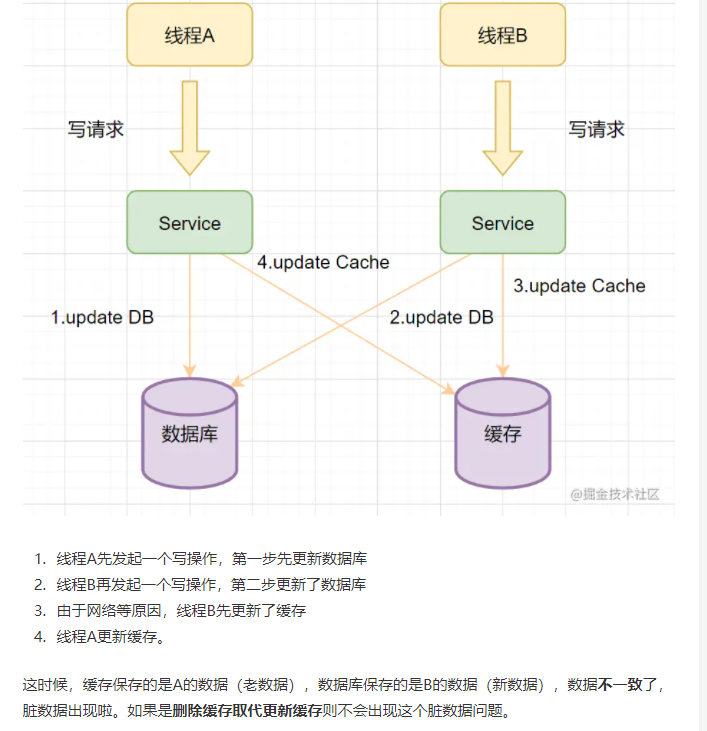 线程A
线程B
写请求
写请求
Service
Service
4.update Cache
3.update Cache
1.update DB
2.update DB
数据库
缓存
@掘金技术社区
1. 线程A先发起一个写操作，第一步先更新数据库
2. 线程B再发起一个写操作，第二步更新了数据库
3. 由于网络等原因，线程B先更新了缓存
4. 线程A更新缓存。
这时候，缓存保存的是A的数据（老数据），数据库保存的是B的数据（新数据），数据不一致了，
脏数据出现啦。如果是删除缓存取代更新缓存则不会出现这个脏数据问题。